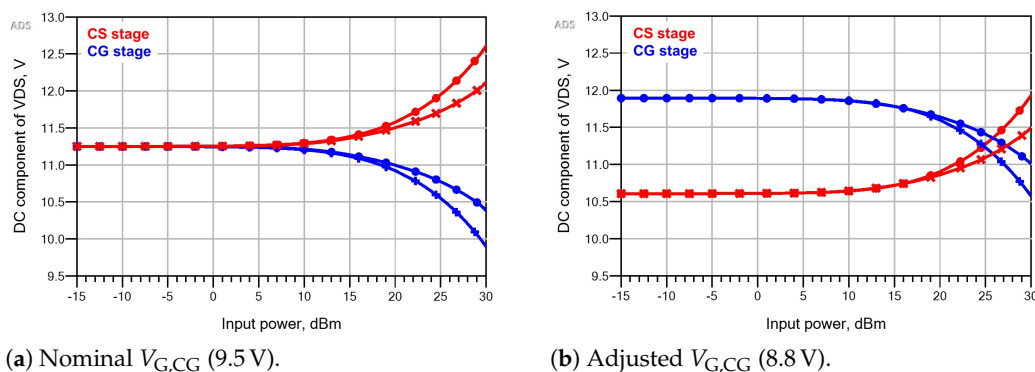 ADS
13.0
12.5
12.0
11.5
11.0
10.5
10.0
9.5
DC component of VDS, V
CS stage
CG stage
-15 -10 -5 0 5 10 15 20 25 30
Input power, dBm
(a) Nominal V_G,CG (9.5 V).
ADS
13.0
12.5
12.0
11.5
11.0
10.5
10.0
9.5
DC component of VDS, V
CS stage
CG stage
-15 -10 -5 0 5 10 15 20 25 30
Input power, dBm
(b) Adjusted V_G,CG (8.8 V).